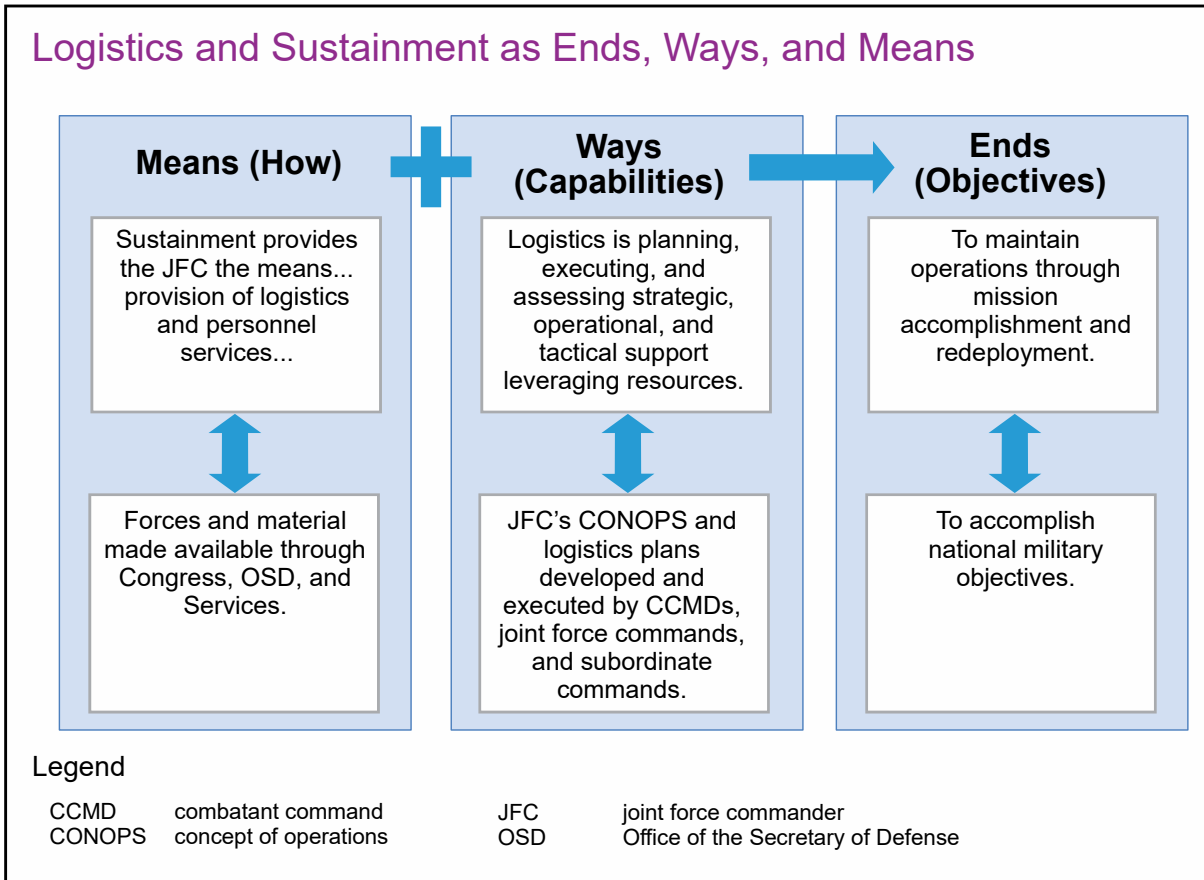 Logistics and Sustainment as Ends, Ways, and Means
Means (How)
Sustainment provides
the JFC the means...
provision of logistics
and personnel
services...
Forces and material
made available through
Congress, OSD, and
Services.
Ways
(Capabilities)
Logistics is planning,
executing, and
assessing strategic,
operational, and
tactical support
leveraging resources.
JFC’s CONOPS and
logistics plans
developed and
executed by CCMDs,
joint force commands,
and subordinate
commands.
Ends
(Objectives)
To maintain
operations through
mission
accomplishment and
redeployment.
To accomplish
national military
objectives.
Legend
CCMD combatant command
CONOPS concept of operations
JFC joint force commander
OSD Office of the Secretary of Defense